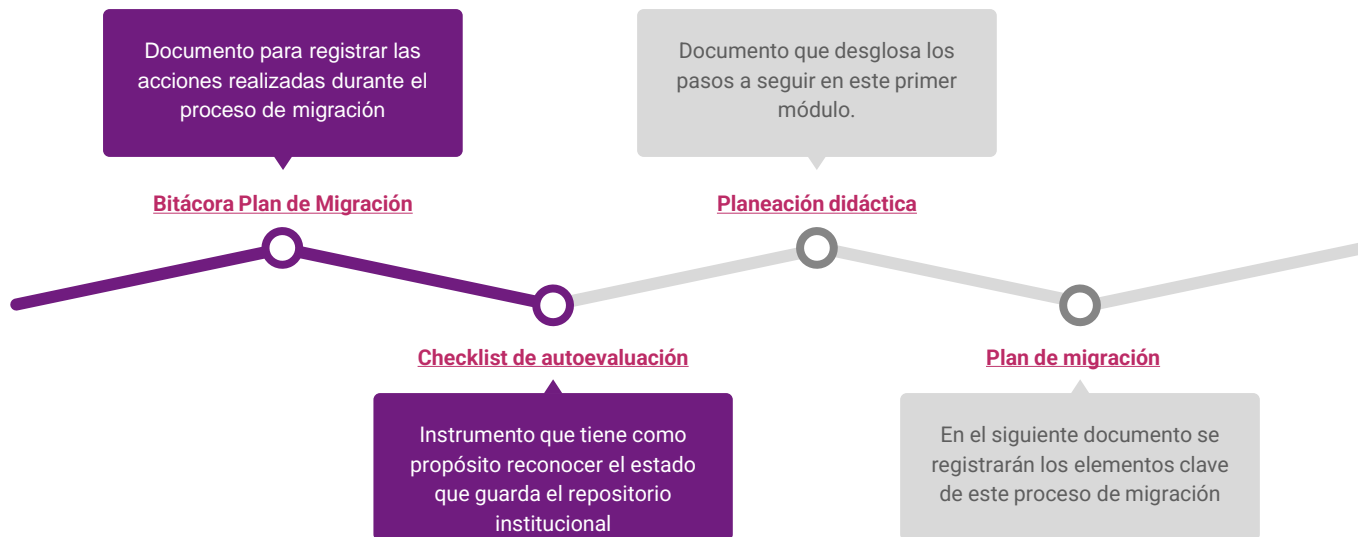 Documento para registrar las
acciones realizadas durante el
proceso de migración
Documento que desglosa los
pasos a seguir en este primer
módulo.
Bitácora Plan de Migración
Planeación didáctica
Checklist de autoevaluación
Plan de migración
Instrumento que tiene como
propósito reconocer el estado
que guarda el repositorio
institucional
En el siguiente documento se
registrarán los elementos clave
de este proceso de migración